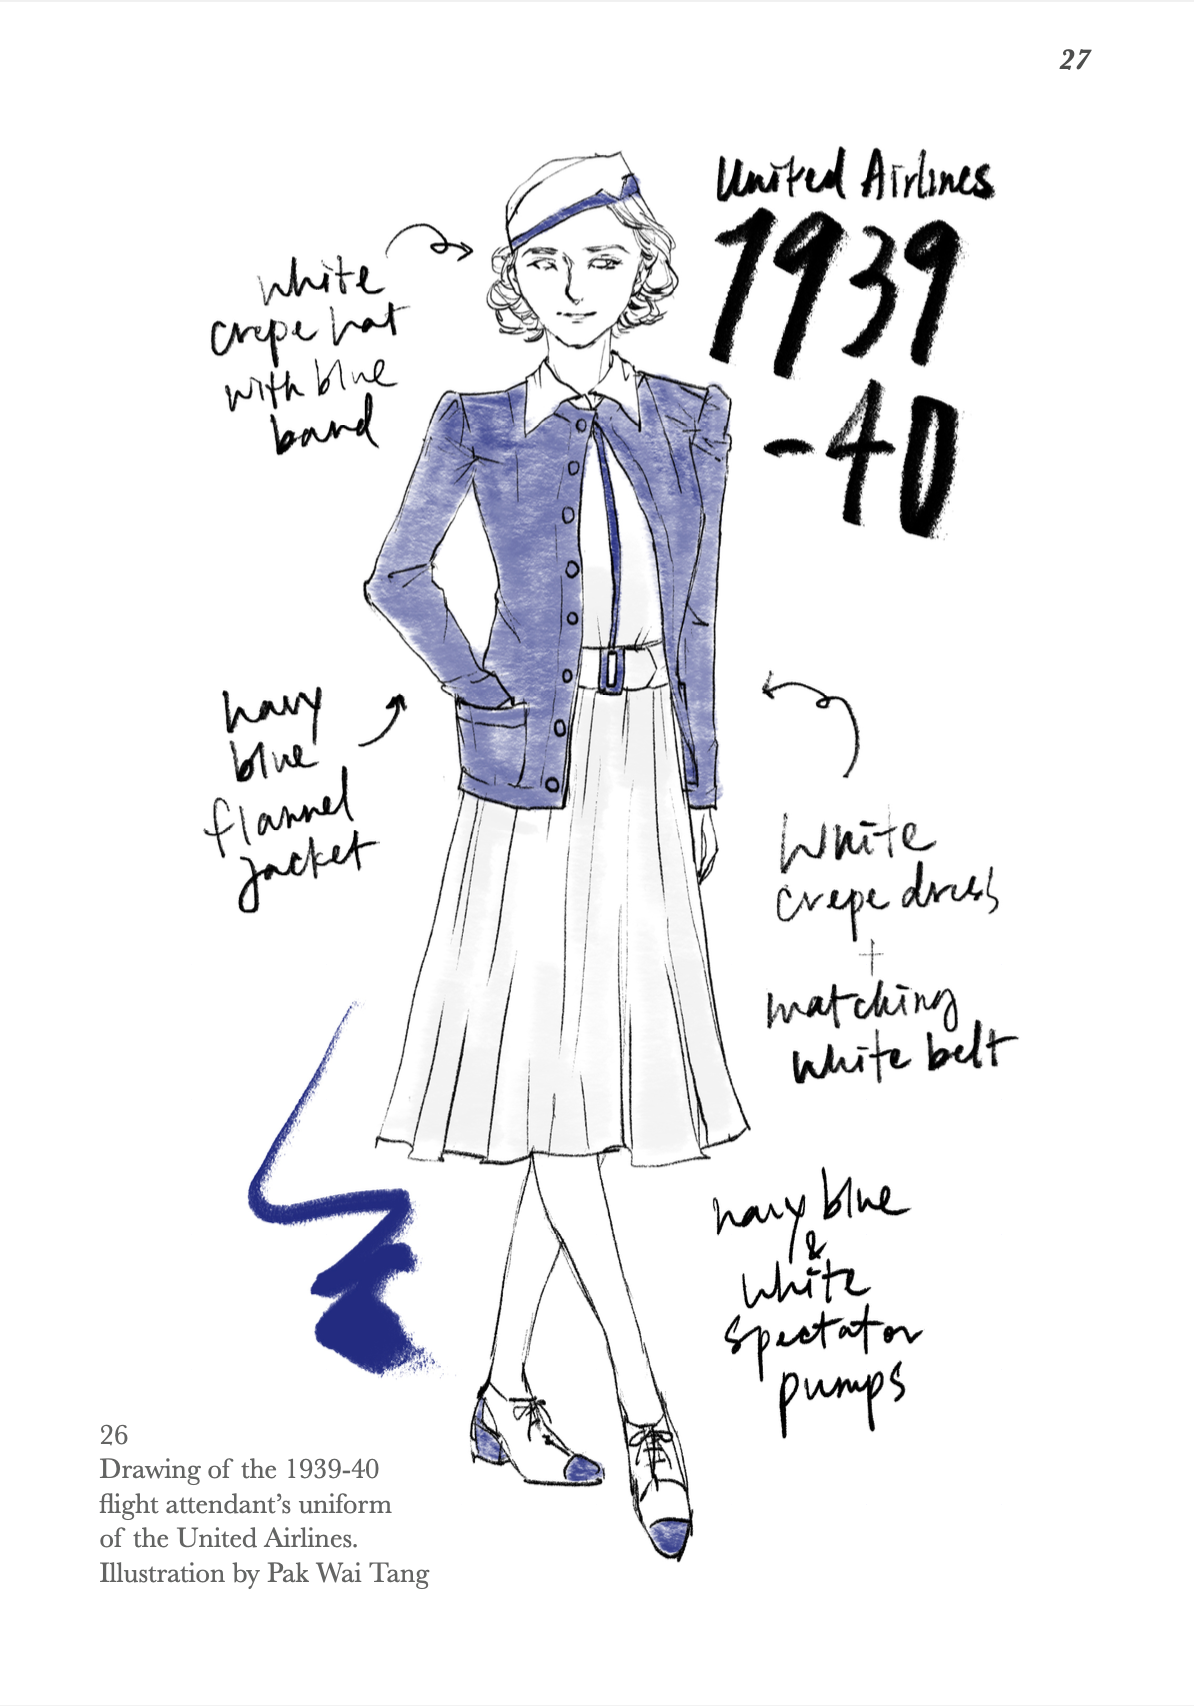 27
United Airlines
1939
-40
white
crepe hat
with blue
band
navy
blue
flannel
jacket
White
crepe dress
+
matching
white belt
navy blue
&
white
spectator
pumps
26
Drawing of the 1939-40
flight attendant’s uniform
of the United Airlines.
Illustration by Pak Wai Tang